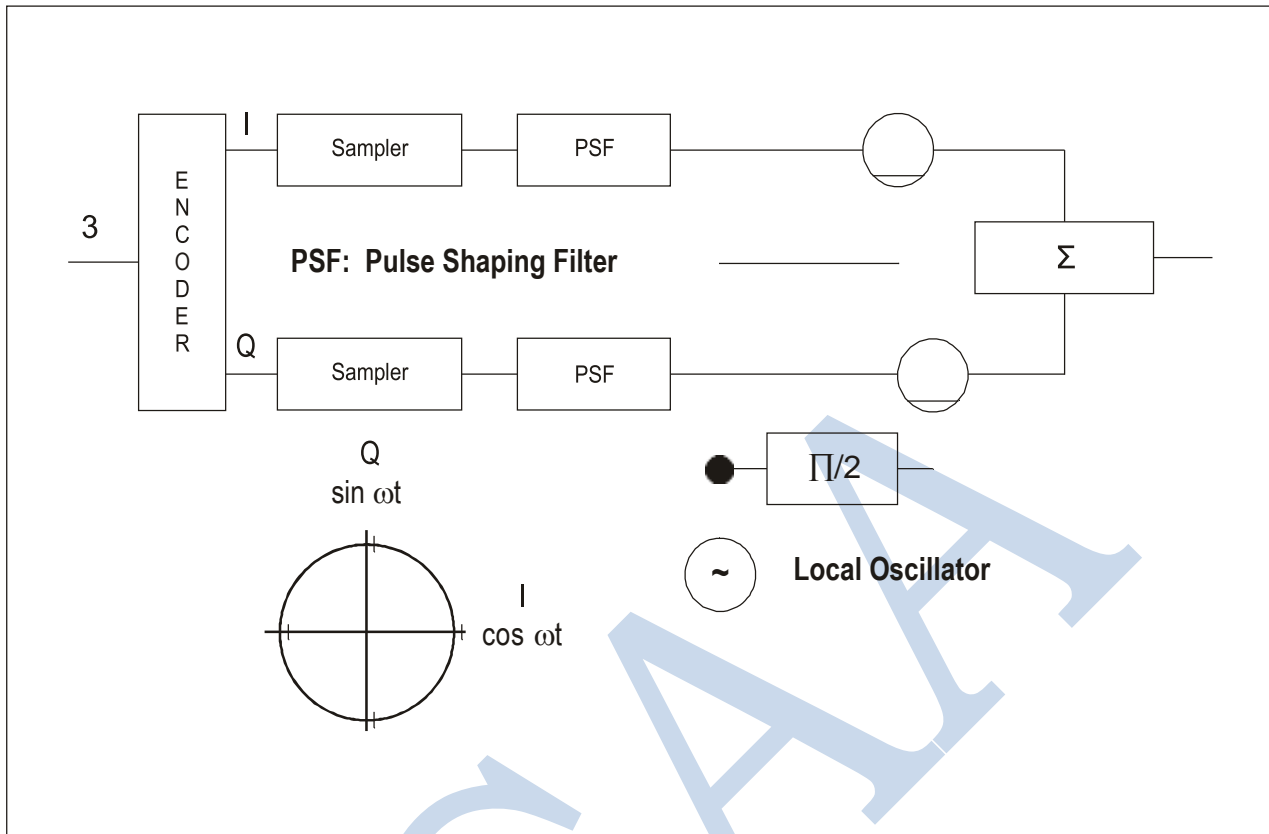 I
Sampler
PSF
E
N
C
O
D
E
R
3
PSF: Pulse Shaping Filter
Σ
Q
Sampler
PSF
Q
sin ωt
∏/2
~
Local Oscillator
I
cos ωt